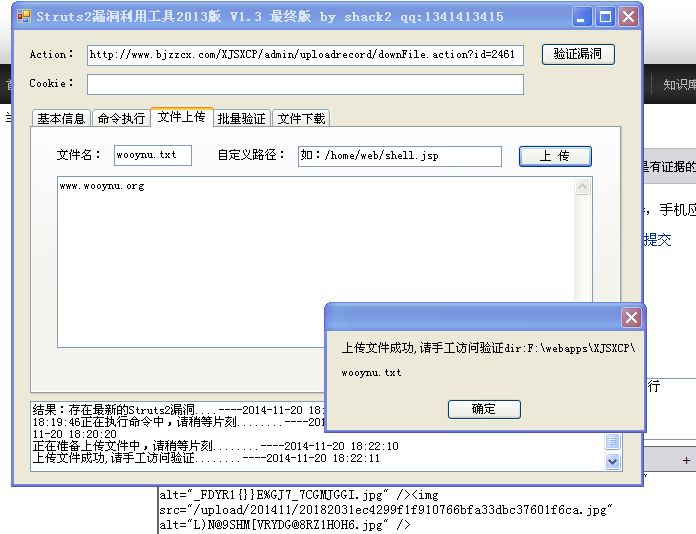 Struts2漏洞利用工具2013版 V1.3 最终版 by shack2 qq:1341413415
Action: http://www.bjzzcx.com/XJSXCP/admin/uploadrecord/downFile.action?id=2461 验证漏洞
Cookie:
基本信息 命令执行 文件上传 批量验证 文件下载
文件名: wooynu.txt 自定义路径: 如:/home/web/shell.jsp 上 传
www.wooynu.org
上传文件成功,请手工访问验证dir:F:\webapps\XJSXCP\
wooynu.txt
确定
结果:存在最新的Struts2漏洞....----2014-11-20 18:
18:19:46正在执行命令中,请稍等片刻........----201
11-20 18:20:20
正在准备上传文件中,请稍等片刻........----2014-11-20 18:22:10
上传文件成功,请手工访问验证........----2014-11-20 18:22:11
知识库
是有证据的
,手机应
提交
行
+
alt="_FDYR1{}}E%GJ7_7CGMJGGI.jpg" /><img
src="/upload/201411/20182031ec4299f1f910766bfa33dbc37601f6ca.jpg"
alt="L)N@9SHM[VRYDG@8RZ1HOH6.jpg" />